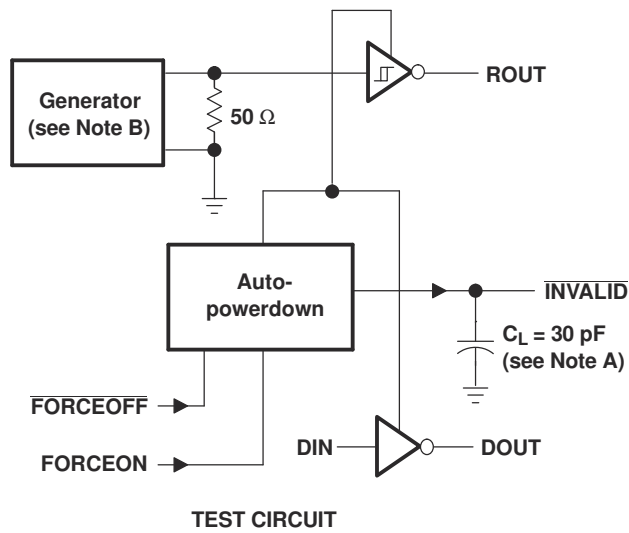 Generator
(see Note B)
50 Ω
ROUT
Auto-
powerdown
INVALID
C_L = 30 pF
(see Note A)
FORCEOFF
FORCEON
DIN
DOUT
TEST CIRCUIT